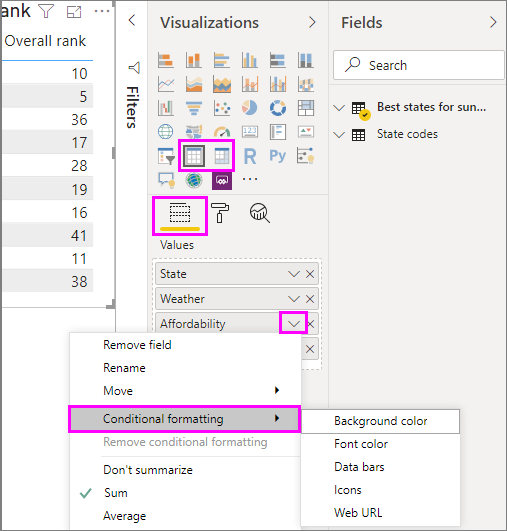 ank
Overall rank
10
5
36
17
28
19
16
41
11
38
Filters
Visualizations
R
Py
123
Values
State
Weather
Affordability
Remove field
Rename
Move
Conditional formatting
Remove conditional formatting
Don't summarize
Sum
Average
Background color
Font color
Data bars
Icons
Web URL
Fields
Search
Best states for sun...
State codes